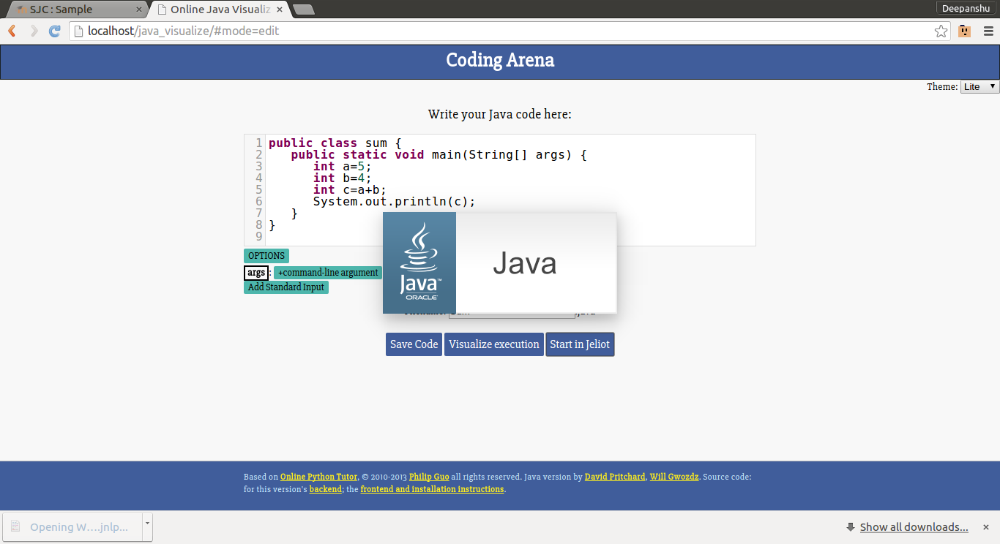 SJC : Sample
Online Java Visualiz
Deepanshu
localhost/java_visualize/#mode=edit
Coding Arena
Theme: Lite
Write your Java code here:
1 public class sum {
2 public static void main(String[] args) {
3 int a=5;
4 int b=4;
5 int c=a+b;
6 System.out.println(c);
7 }
8 }
9
Java™
ORACLE
Java
OPTIONS
args: +command-line argument
Add Standard Input
Save Code Visualize execution Start in Jeliot
Based on Online Python Tutor, © 2010-2013 Philip Guo all rights reserved. Java version by David Pritchard, Will Gwozdz. Source code:
for this version's backend; the frontend and installation instructions.
Opening W....jnlp...
Show all downloads...